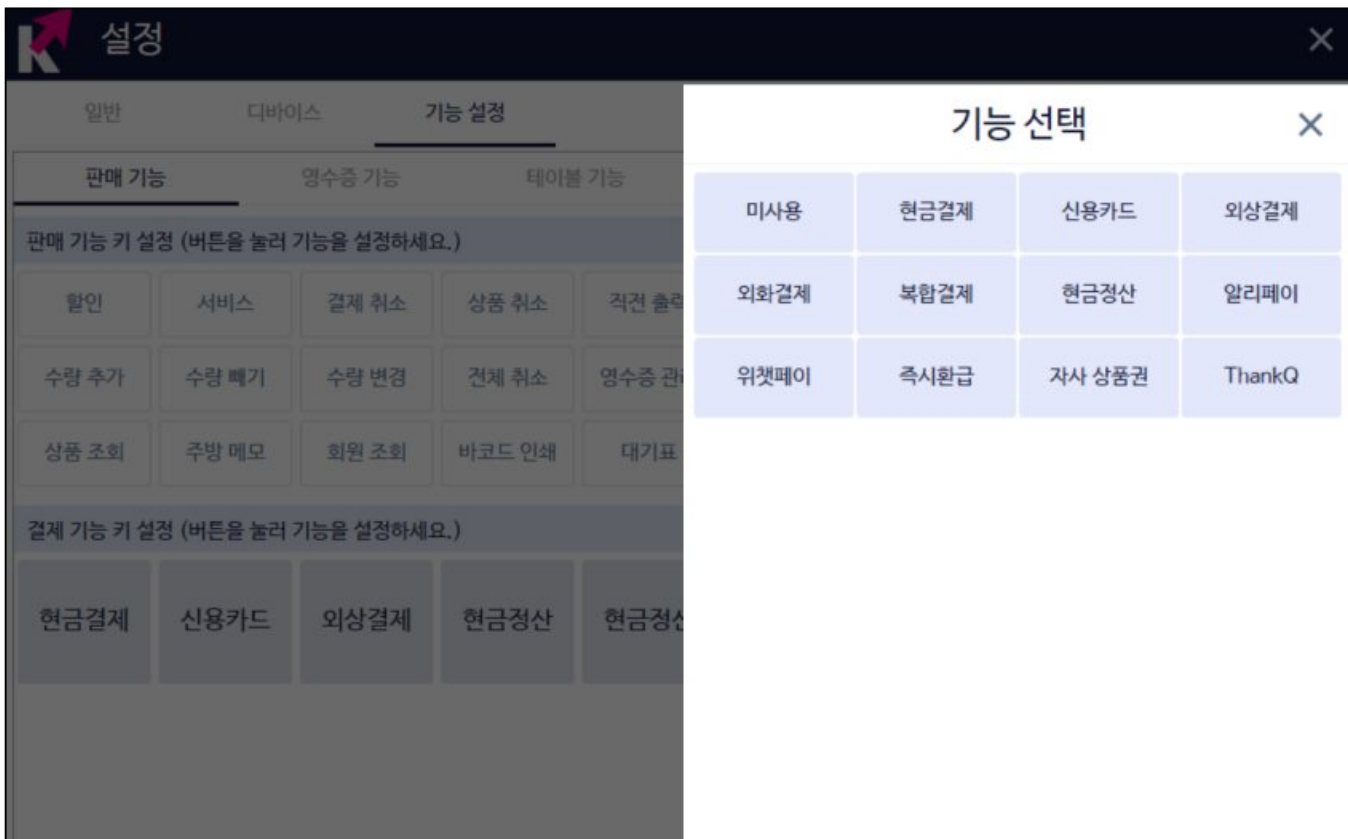 설정
일반 디바이스 기능 설정
기능 선택
판매 기능 영수증 기능 테이블 기능
판매 기능 키 설정 (버튼을 눌러 기능을 설정하세요.)
할인 서비스 결제 취소 상품 취소 직전
수량 추가 수량 빼기 수량 변경 전체 취소 영수증
상품 조회 주방 메모 회원 조회 바코드 인쇄 대기표
결제 기능 키 설정 (버튼을 눌러 기능을 설정하세요.)
현금결제 신용카드 외상결제 현금정산
미사용 현금결제 신용카드 외상결제
외화결제 복합결제 현금정산 알리페이
위챗페이 즉시환급 자사 상품권 ThankQ